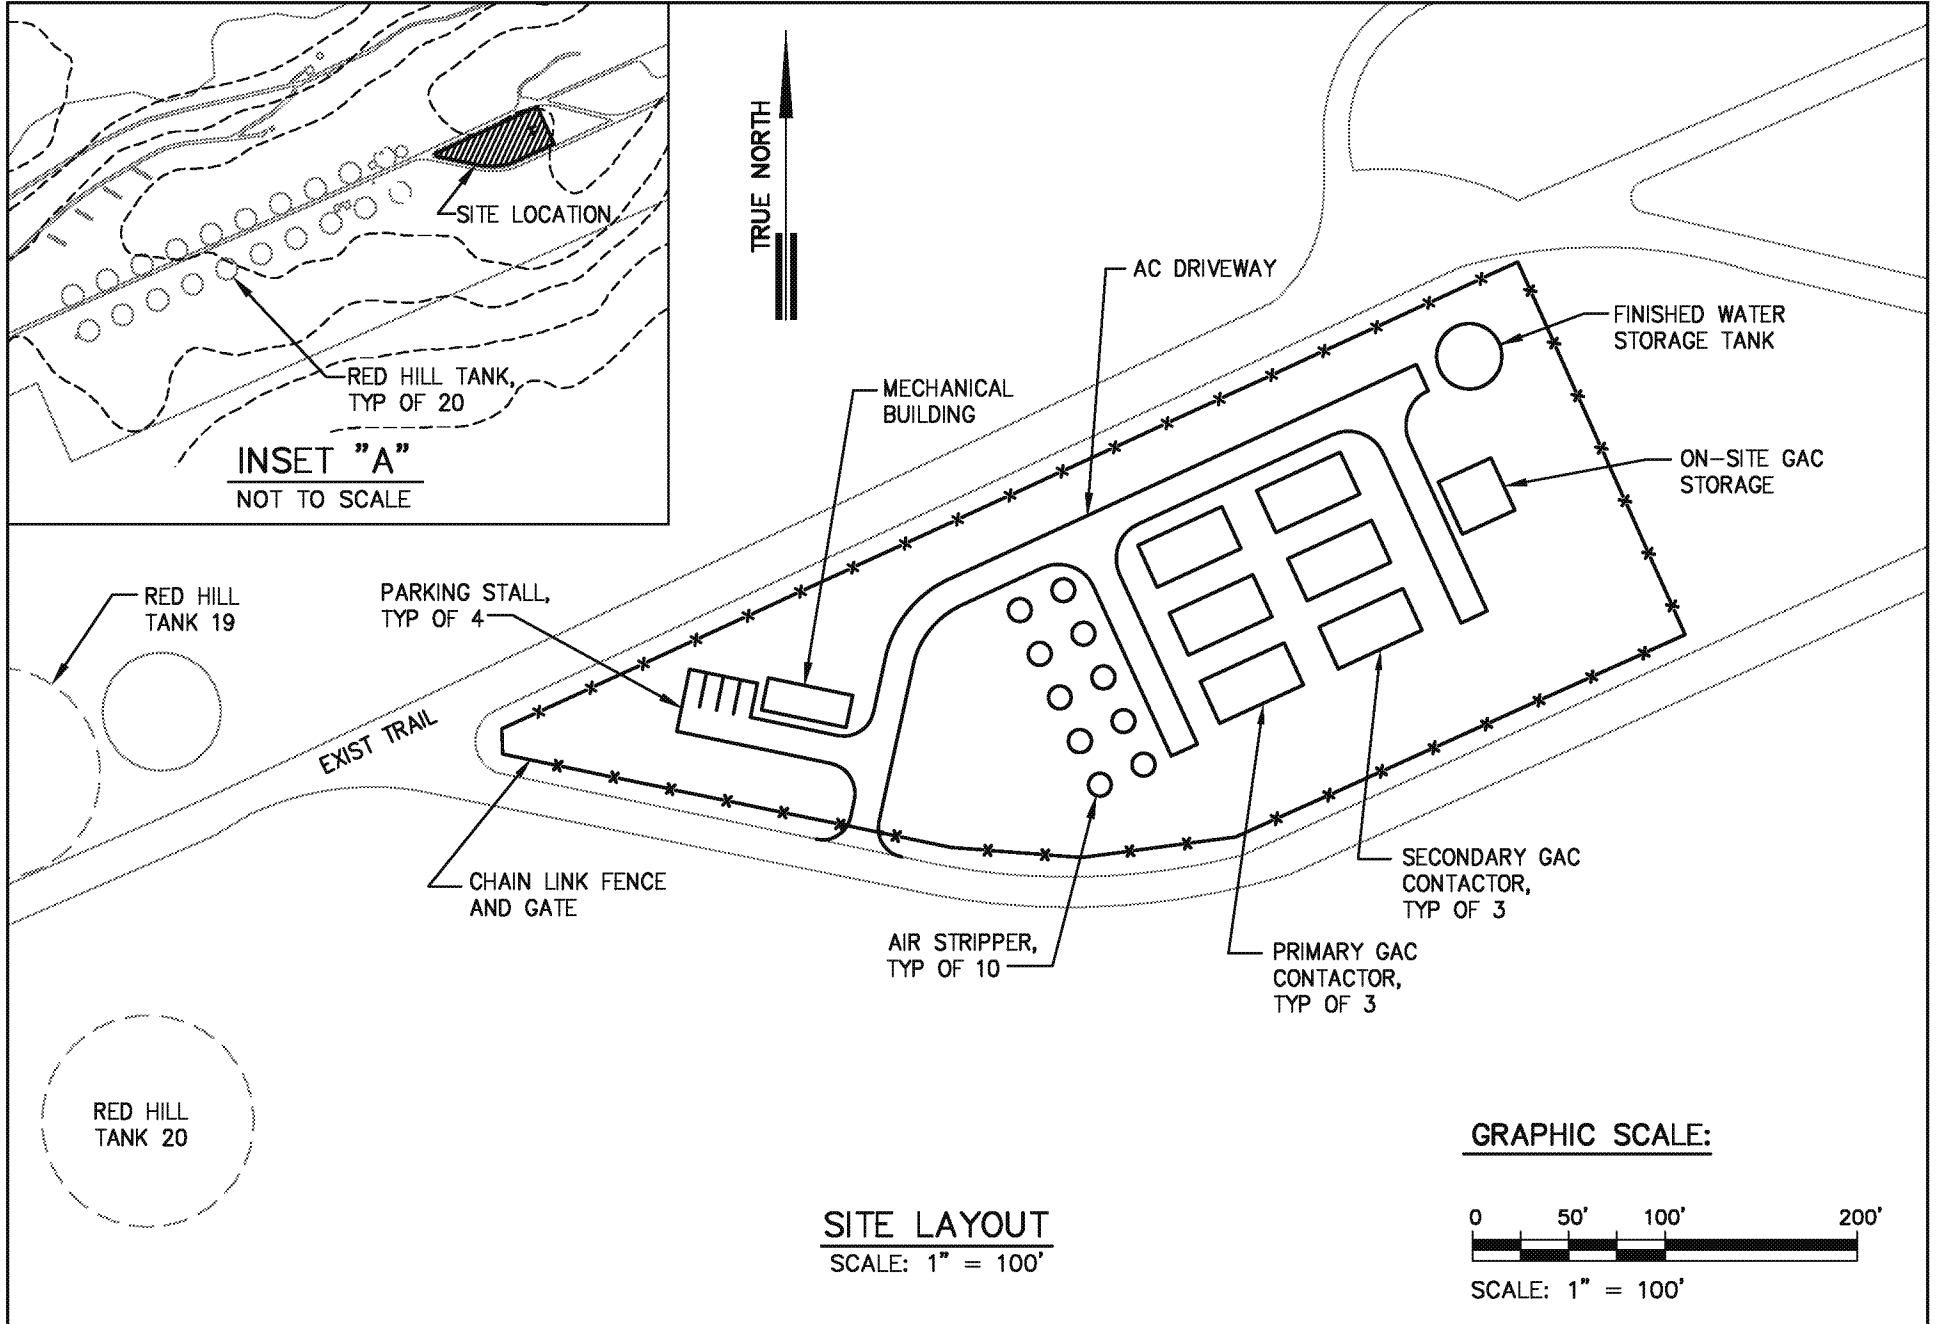 SITE LOCATION
RED HILL TANK,
TYP OF 20
INSET "A"
NOT TO SCALE
TRUE NORTH
AC DRIVEWAY
FINISHED WATER
STORAGE TANK
MECHANICAL
BUILDING
ON-SITE GAC
STORAGE
RED HILL
TANK 19
PARKING STALL,
TYP OF 4
EXIST TRAIL
CHAIN LINK FENCE
AND GATE
SECONDARY GAC
CONTACTOR,
TYP OF 3
AIR STRIPPER,
TYP OF 10
PRIMARY GAC
CONTACTOR,
TYP OF 3
RED HILL
TANK 20
SITE LAYOUT
SCALE: 1" = 100'
GRAPHIC SCALE:
0 50' 100' 200'
SCALE: 1" = 100'